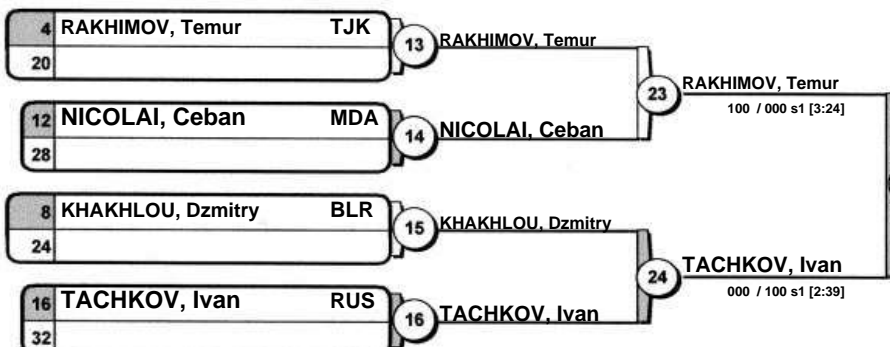 4 RAKHIMOV, Temur TJK
20
13 RAKHIMOV, Temur
23 RAKHIMOV, Temur
100 / 000 s1 [3:24]
12 NICOLAI, Ceban MDA
28
14 NICOLAI, Ceban
8 KHAKHLOU, Dzmitry BLR
24
15 KHAKHLOU, Dzmitry
24 TACHKOV, Ivan
000 / 100 s1 [2:39]
16 TACHKOV, Ivan RUS
32
16 TACHKOV, Ivan